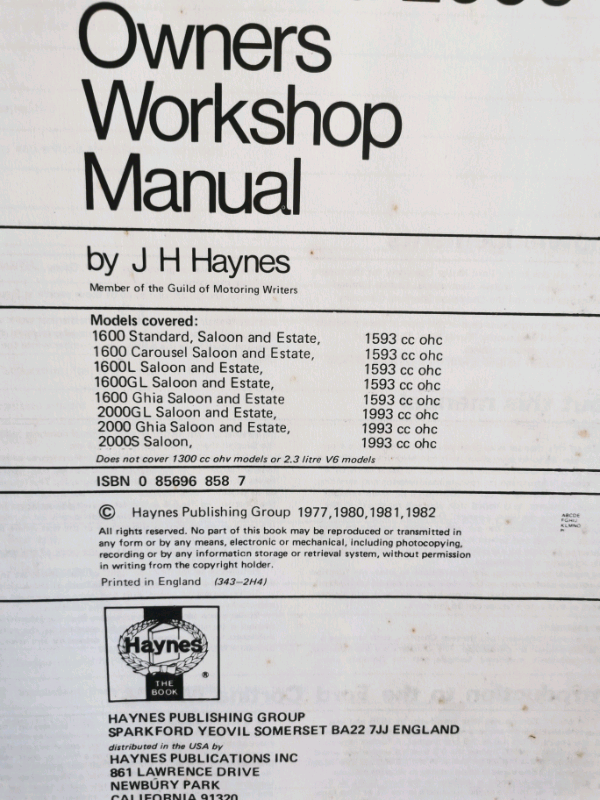 Owners
Workshop
Manual
by J H Haynes
Member of the Guild of Motoring Writers
Models covered:
1600 Standard, Saloon and Estate, 1593 cc ohc
1600 Carousel Saloon and Estate, 1593 cc ohc
1600L Saloon and Estate, 1593 cc ohc
1600GL Saloon and Estate, 1593 cc ohc
1600 Ghia Saloon and Estate 1593 cc ohc
2000GL Saloon and Estate, 1993 cc ohc
2000 Ghia Saloon and Estate, 1993 cc ohc
2000S Saloon, 1993 cc ohc
Does not cover 1300 cc ohv models or 2.3 litre V6 models
ISBN 0 85696 858 7
© Haynes Publishing Group 1977,1980,1981,1982
All rights reserved. No part of this book may be reproduced or transmitted in
any form or by any means, electronic or mechanical, including photocopying,
recording or by any information storage or retrieval system, without permission
in writing from the copyright holder.
Printed in England (343-2H4)
ABCDE
FGHIJ
KLMNO
Haynes
®
THE
BOOK
HAYNES PUBLISHING GROUP
SPARKFORD YEOVIL SOMERSET BA22 7JJ ENGLAND
distributed in the USA by
HAYNES PUBLICATIONS INC
861 LAWRENCE DRIVE
NEWBURY PARK
CALIFORNIA 91320